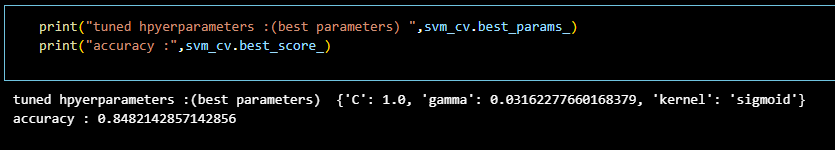 print("tuned hpyerparameters :(best parameters) ",svm_cv.best_params_)
print("accuracy :",svm_cv.best_score_)
tuned hpyerparameters :(best parameters)  {'C': 1.0, 'gamma': 0.03162277660168379, 'kernel': 'sigmoid'}
accuracy : 0.8482142857142856